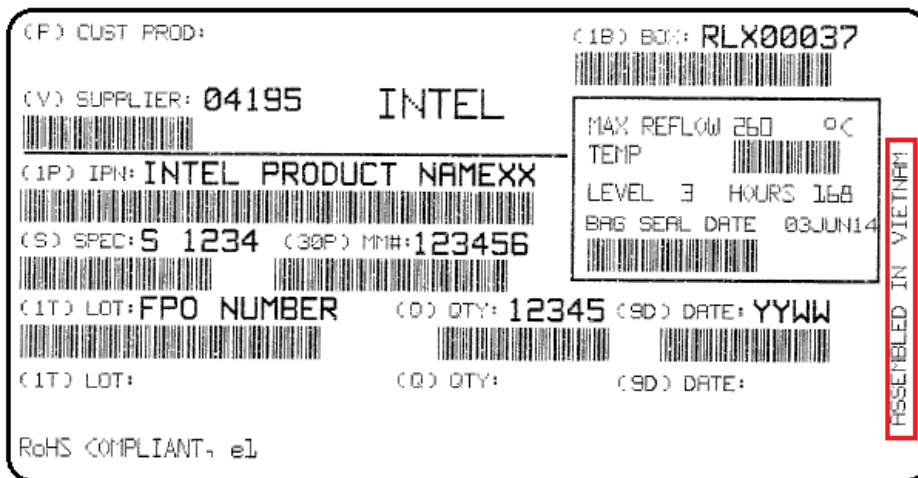 (P) CUST PROD:
(1B) BOX: RLX00037
(V) SUPPLIER: 04195 INTEL
MAX REFLOW 260 °C
TEMP
(1P) IPN: INTEL PRODUCT NAMEXX
LEVEL 3 HOURS 168
BAG SEAL DATE 03JUN14
(S) SPEC: S 1234 (30P) MM#: 123456
(1T) LOT: FPO NUMBER (Q) QTY: 12345 (9D) DATE: YYWW
(1T) LOT: (Q) QTY: (9D) DATE:
RoHS COMPLIANT, e1
ASSEMBLED IN VIETNAM